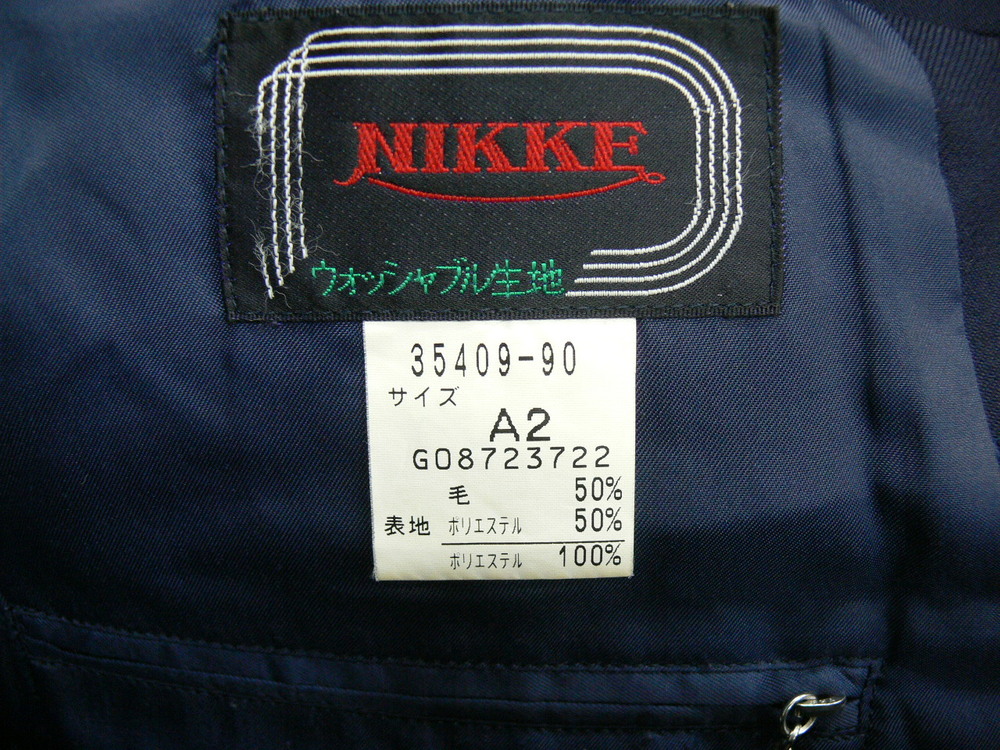 NIKKE
ウォッシャブル生地
35409-90
サイズ
A2
G08723722
毛 50%
表地 ポリエステル 50%
ポリエステル 100%